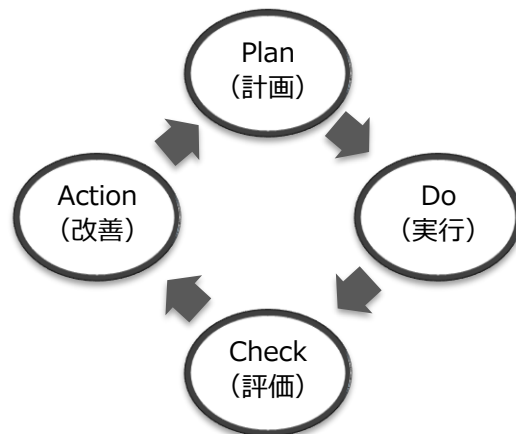 Plan
（計画）
Do
（実行）
Check
（評価）
Action
（改善）